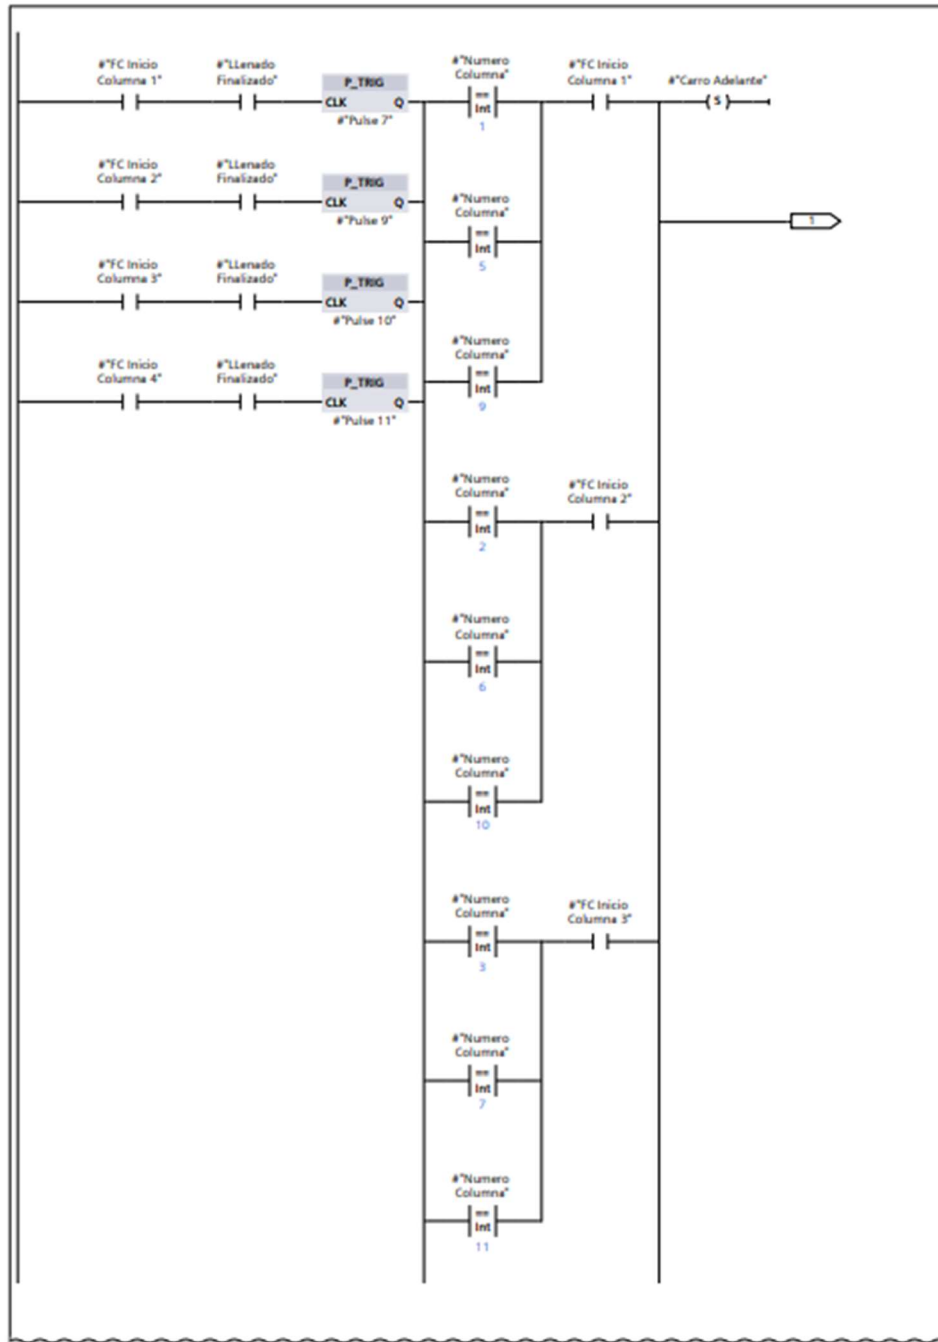 #"FC Inicio
Columna 1"
#"LLenado
Finalizado"
P_TRIG
CLK Q
#"Pulse 7"
#"Numero
Columna"
==
Int
1
#"FC Inicio
Columna 1"
#"Carro Adelante"
S
#"FC Inicio
Columna 2"
#"LLenado
Finalizado"
P_TRIG
CLK Q
#"Pulse 9"
#"Numero
Columna"
==
Int
5
1
#"FC Inicio
Columna 3"
#"LLenado
Finalizado"
P_TRIG
CLK Q
#"Pulse 10"
#"Numero
Columna"
==
Int
9
#"FC Inicio
Columna 4"
#"LLenado
Finalizado"
P_TRIG
CLK Q
#"Pulse 11"
#"Numero
Columna"
==
Int
2
#"FC Inicio
Columna 2"
#"Numero
Columna"
==
Int
6
#"Numero
Columna"
==
Int
10
#"Numero
Columna"
==
Int
3
#"FC Inicio
Columna 3"
#"Numero
Columna"
==
Int
7
#"Numero
Columna"
==
Int
11